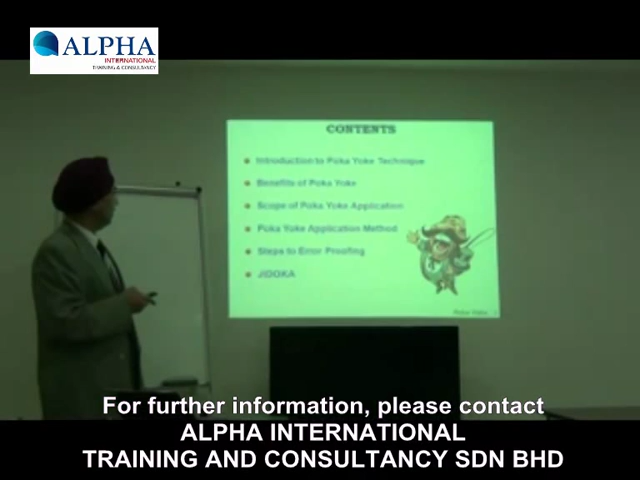 ALPHA
INTERNATIONAL
TRAINING & CONSULTANCY
CONTENTS
Introduction to Poka Yoke Technique
Benefits of Poka Yoke
Scope of Poka Yoke Application
Poka Yoke Application Method
Steps to Error Proofing
JIDOKA
For further information, please contact
ALPHA INTERNATIONAL
TRAINING AND CONSULTANCY SDN BHD